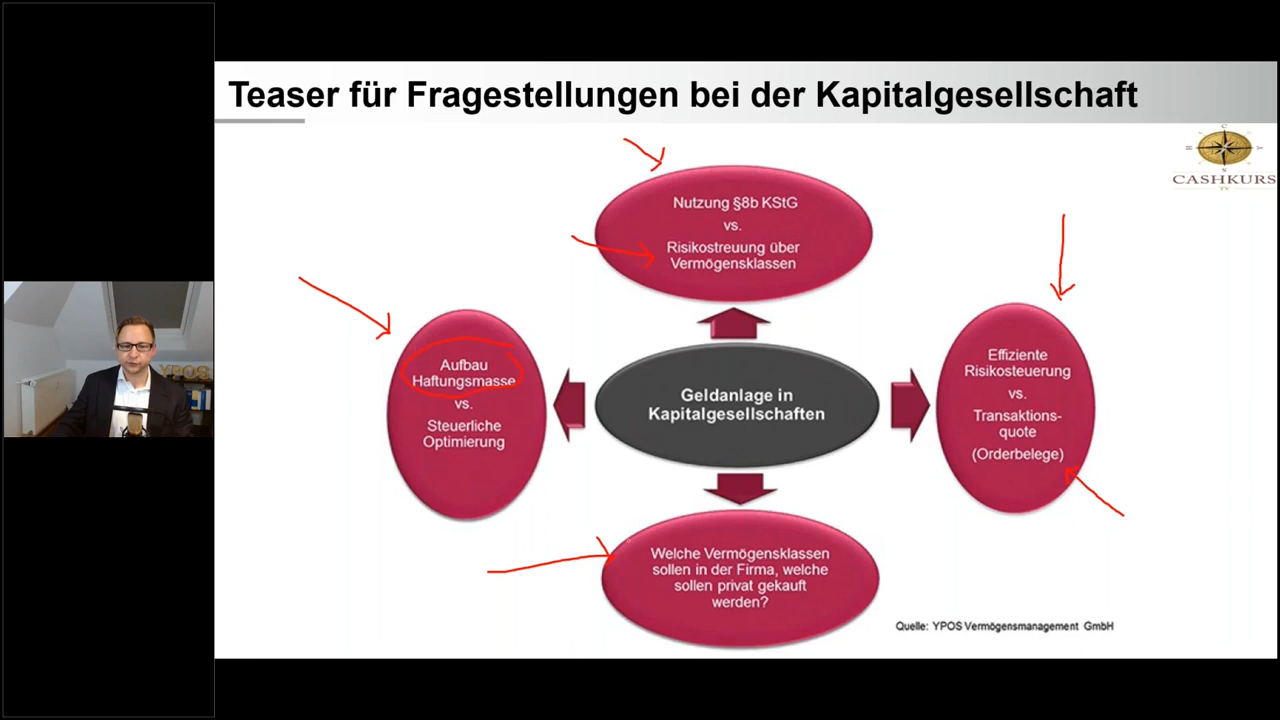 Teaser für Fragestellungen bei der Kapitalgesellschaft
CASHKURS
TV
Nutzung §8b KStG
vs.
Risikostreuung über
Vermögensklassen
Aufbau
Haftungsmasse
vs.
Steuerliche
Optimierung
Geldanlage in
Kapitalgesellschaften
Effiziente
Risikosteuerung
vs.
Transaktions-
quote
(Orderbelege)
Welche Vermögensklassen
sollen in der Firma, welche
sollen privat gekauft
werden?
Quelle: YPOS Vermögensmanagement GmbH
YPOS